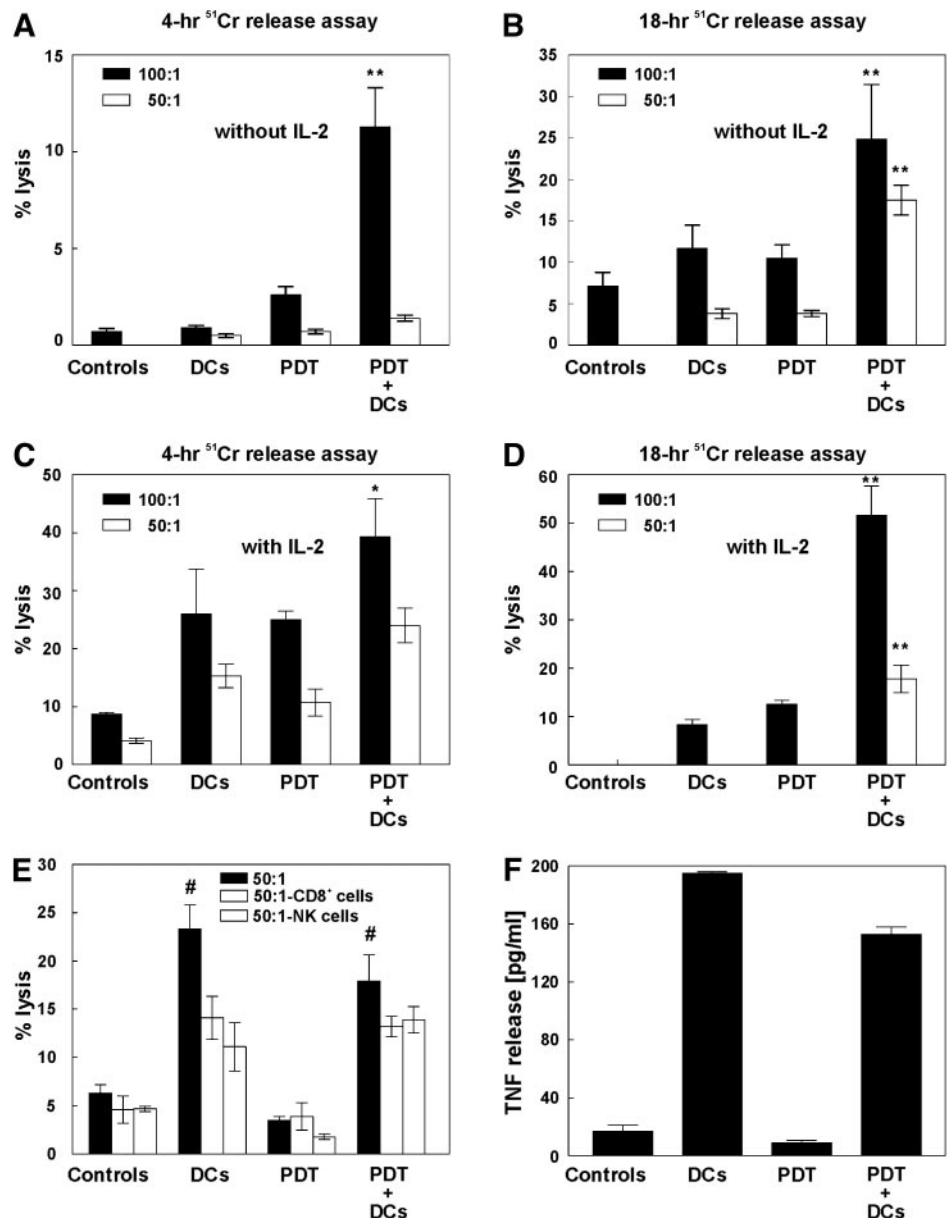 A
4-hr ⁵¹Cr release assay
15
10
5
0
% lysis
100:1
50:1
without IL-2
**
Controls
DCs
PDT
PDT
+
DCs
B
18-hr ⁵¹Cr release assay
35
30
25
20
15
10
5
0
% lysis
100:1
50:1
without IL-2
**
**
Controls
DCs
PDT
PDT
+
DCs
C
4-hr ⁵¹Cr release assay
50
40
30
20
10
0
% lysis
100:1
50:1
with IL-2
*
Controls
DCs
PDT
PDT
+
DCs
D
18-hr ⁵¹Cr release assay
60
50
40
30
20
10
0
% lysis
100:1
50:1
with IL-2
**
**
Controls
DCs
PDT
PDT
+
DCs
E
30
25
20
15
10
5
0
% lysis
50:1
50:1-CD8⁺ cells
50:1-NK cells
#
#
Controls
DCs
PDT
PDT
+
DCs
F
200
160
120
80
40
0
TNF release [pg/ml]
Controls
DCs
PDT
PDT
+
DCs